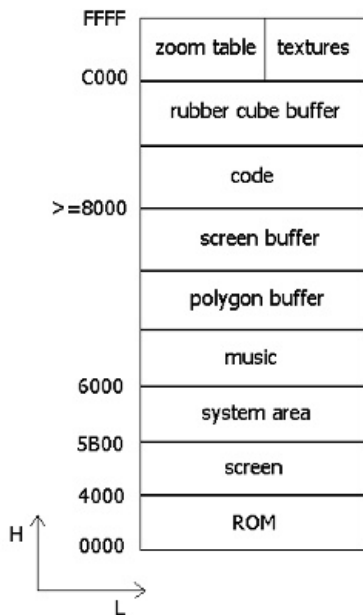 FFFF
zoom table textures
C000
rubber cube buffer
code
>=8000
screen buffer
polygon buffer
music
6000
system area
5B00
screen
4000
ROM
H
0000
L